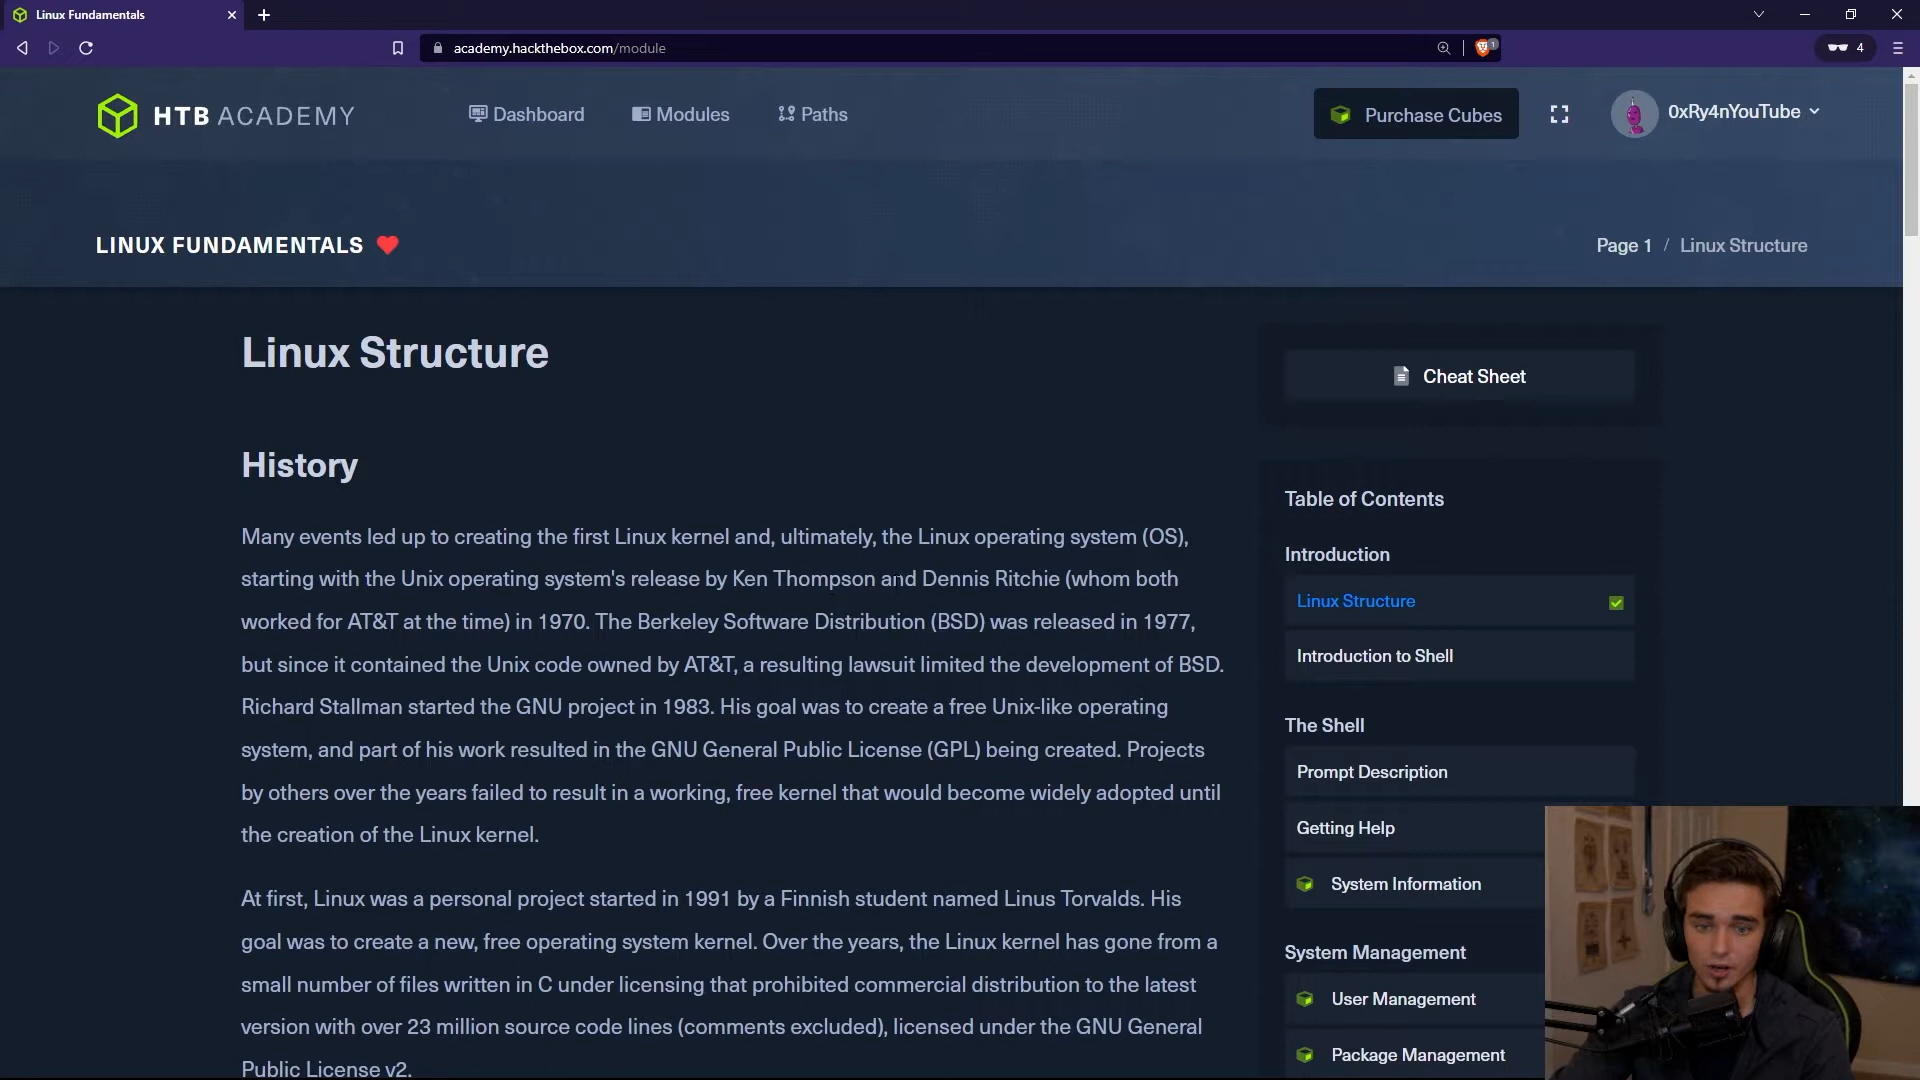 Linux Fundamentals
academy.hackthebox.com/module
1
4
HTB ACADEMY
Dashboard
Modules
Paths
Purchase Cubes
0xRy4nYouTube
LINUX FUNDAMENTALS
Page 1 / Linux Structure
Linux Structure
History
Many events led up to creating the first Linux kernel and, ultimately, the Linux operating system (OS),
starting with the Unix operating system's release by Ken Thompson and Dennis Ritchie (whom both
worked for AT&T at the time) in 1970. The Berkeley Software Distribution (BSD) was released in 1977,
but since it contained the Unix code owned by AT&T, a resulting lawsuit limited the development of BSD.
Richard Stallman started the GNU project in 1983. His goal was to create a free Unix-like operating
system, and part of his work resulted in the GNU General Public License (GPL) being created. Projects
by others over the years failed to result in a working, free kernel that would become widely adopted until
the creation of the Linux kernel.
At first, Linux was a personal project started in 1991 by a Finnish student named Linus Torvalds. His
goal was to create a new, free operating system kernel. Over the years, the Linux kernel has gone from a
small number of files written in C under licensing that prohibited commercial distribution to the latest
version with over 23 million source code lines (comments excluded), licensed under the GNU General
Public License v2.
Cheat Sheet
Table of Contents
Introduction
Linux Structure
Introduction to Shell
The Shell
Prompt Description
Getting Help
System Information
System Management
User Management
Package Management